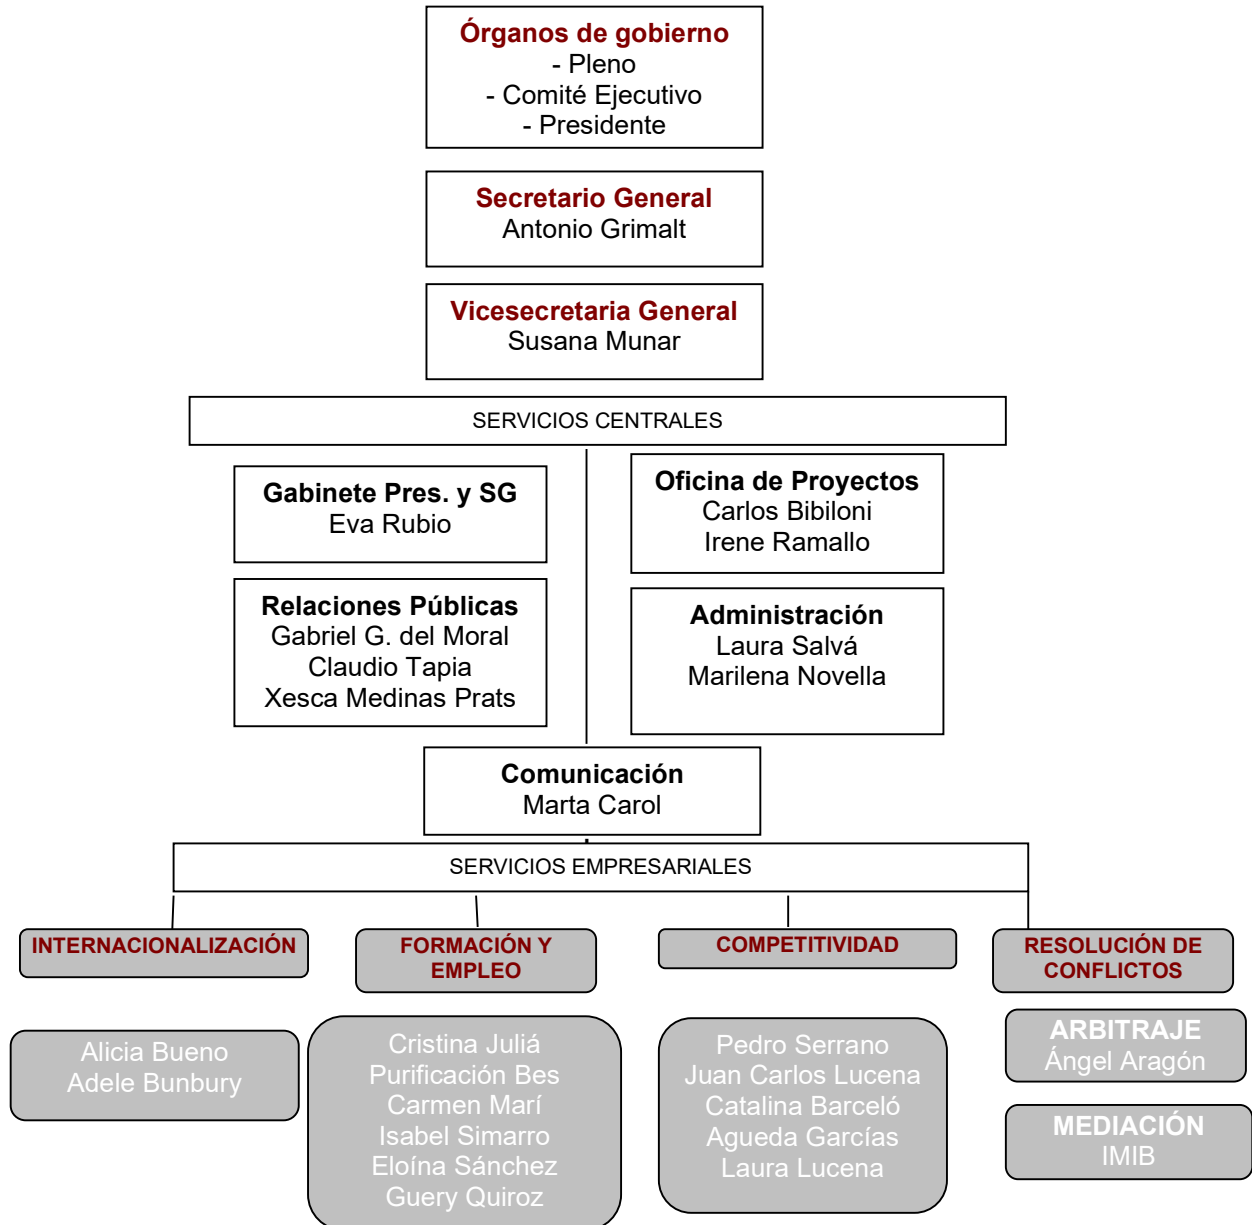 Órganos de gobierno
- Pleno
- Comité Ejecutivo
- Presidente
Secretario General
Antonio Grimalt
Vicesecretaria General
Susana Munar
SERVICIOS CENTRALES
Gabinete Pres. y SG
Eva Rubio
Oficina de Proyectos
Carlos Bibiloni
Irene Ramallo
Relaciones Públicas
Gabriel G. del Moral
Claudio Tapia
Xesca Medinas Prats
Administración
Laura Salvá
Marilena Novella
Comunicación
Marta Carol
SERVICIOS EMPRESARIALES
INTERNACIONALIZACIÓN
Alicia Bueno
Adele Bunbury
FORMACIÓN Y
EMPLEO
Cristina Juliá
Purificación Bes
Carmen Marí
Isabel Simarro
Eloína Sánchez
Guery Quiroz
COMPETITIVIDAD
Pedro Serrano
Juan Carlos Lucena
Catalina Barceló
Agueda Garcías
Laura Lucena
RESOLUCIÓN DE
CONFLICTOS
ARBITRAJE
Ángel Aragón
MEDIACIÓN
IMIB